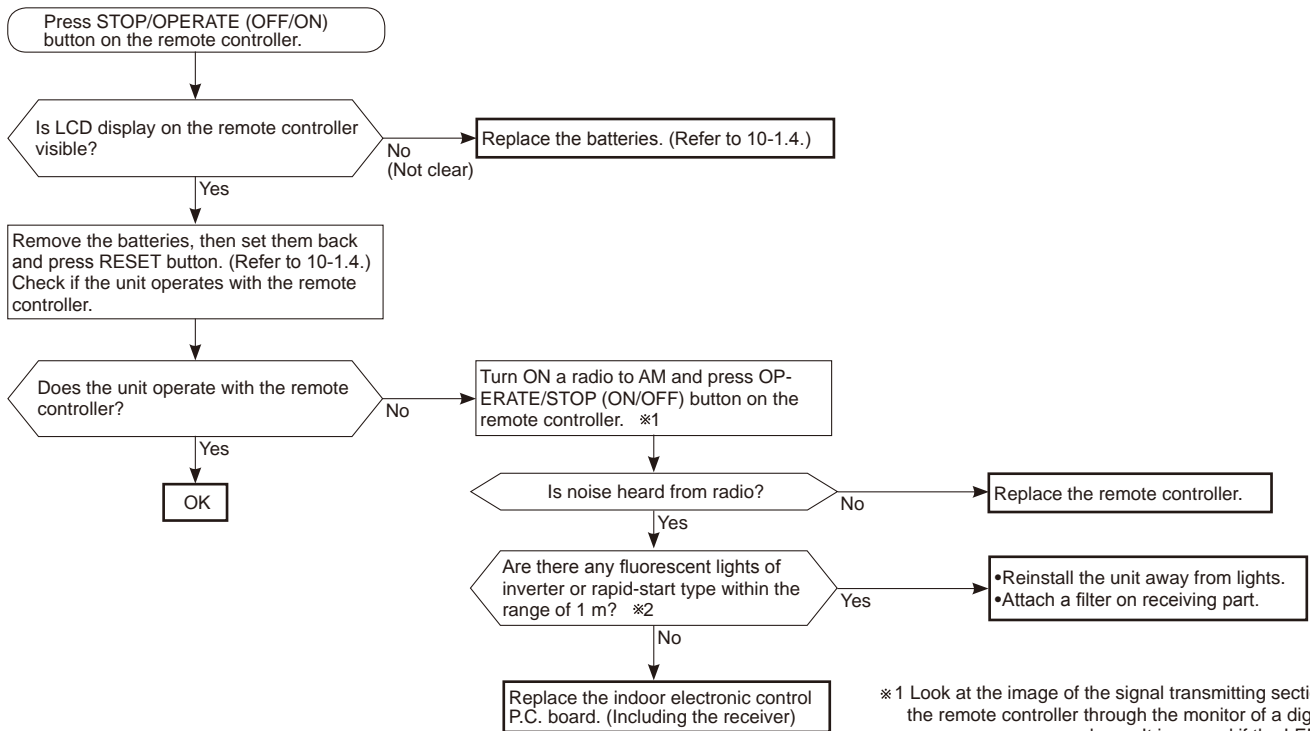 Press STOP/OPERATE (OFF/ON)
button on the remote controller.
Is LCD display on the remote controller
visible?
No
(Not clear)
Replace the batteries. (Refer to 10-1.4.)
Yes
Remove the batteries, then set them back
and press RESET button. (Refer to 10-1.4.)
Check if the unit operates with the remote
controller.
Does the unit operate with the remote
controller?
No
Turn ON a radio to AM and press OP-
ERATE/STOP (ON/OFF) button on the
remote controller. ※1
Yes
OK
Is noise heard from radio?
No
Replace the remote controller.
Yes
Are there any fluorescent lights of
inverter or rapid-start type within the
range of 1 m? ※2
Yes
•Reinstall the unit away from lights.
•Attach a filter on receiving part.
No
Replace the indoor electronic control
P.C. board. (Including the receiver)
※1 Look at the image of the signal transmitting
the remote controller through the monitor of a